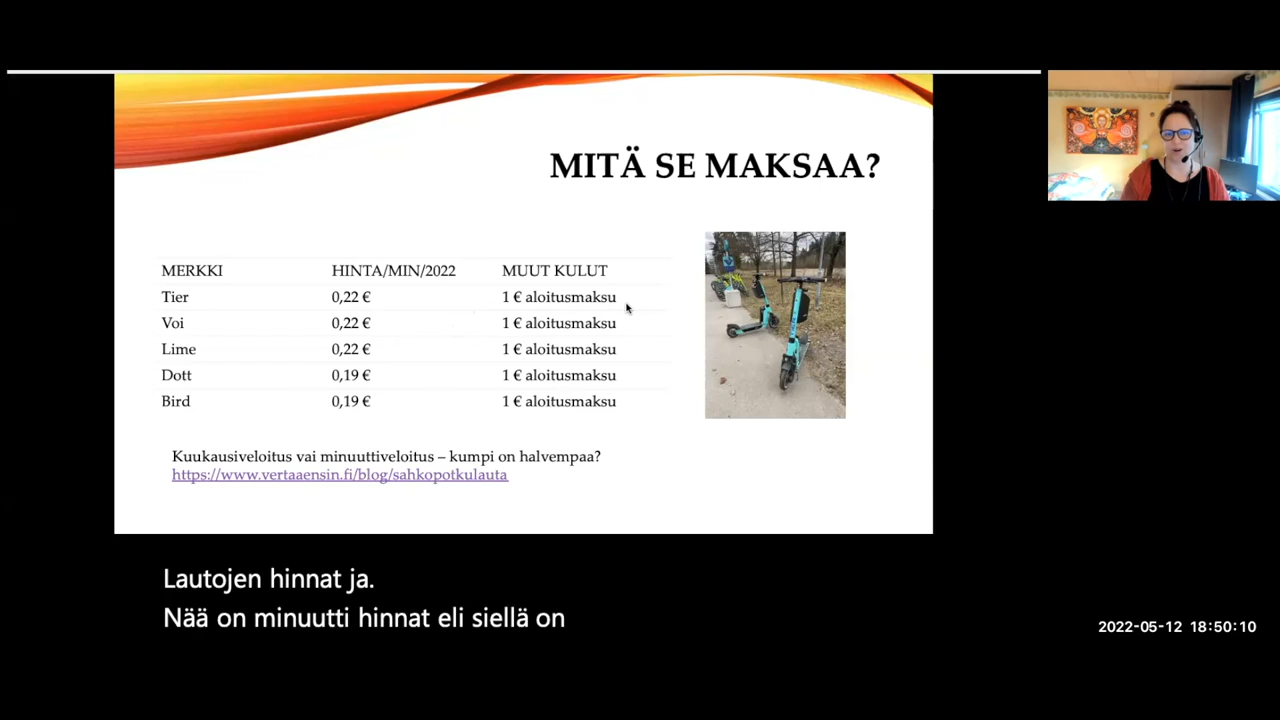 MITÄ SE MAKSAA?
MERKKI HINTA/MIN/2022 MUUT KULUT
Tier 0,22 € 1 € aloitusmaksu
Voi 0,22 € 1 € aloitusmaksu
Lime 0,22 € 1 € aloitusmaksu
Dott 0,19 € 1 € aloitusmaksu
Bird 0,19 € 1 € aloitusmaksu
Kuukausiveloitus vai minuuttiveloitus – kumpi on halvempaa?
https://www.vertaaensin.fi/blog/sahkopotkulauta
Lautojen hinnat ja.
Nää on minuutti hinnat eli siellä on
2022-05-12 18:50:10